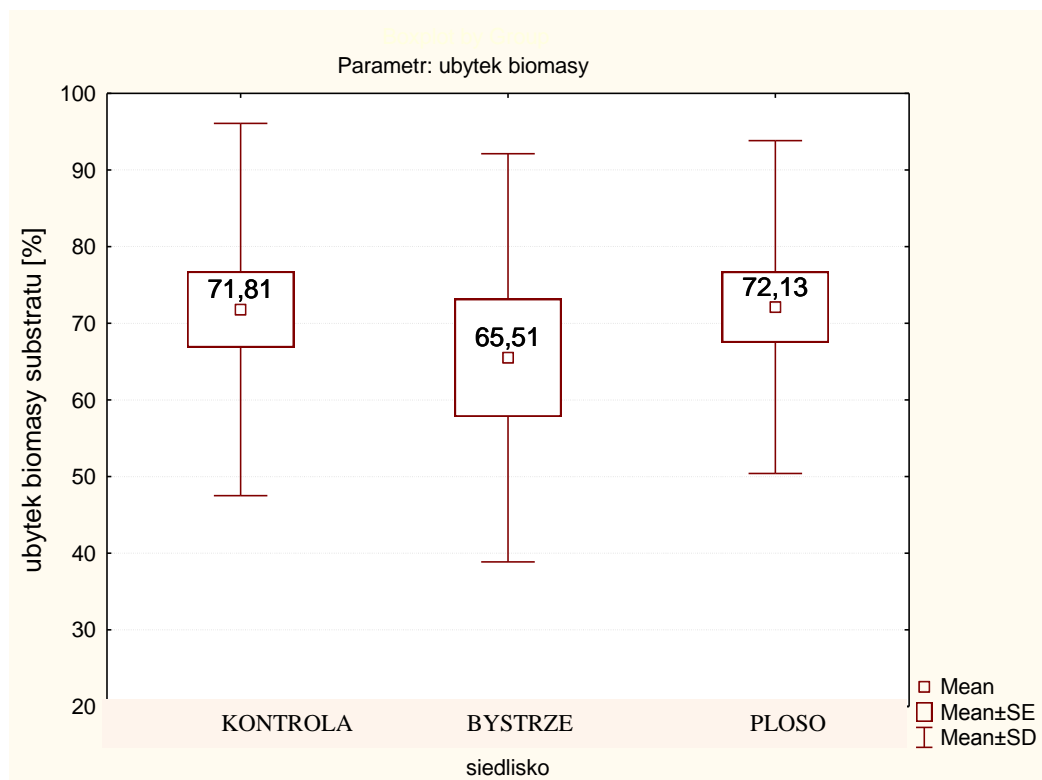 Parametr: ubytek biomasy
ubytek biomasy substratu [%]
100
90
80
70
60
50
40
30
20
71,81
65,51
72,13
KONTROLA BYSTRZE PLOSO
siedlisko
Mean
Mean±SE
Mean±SD